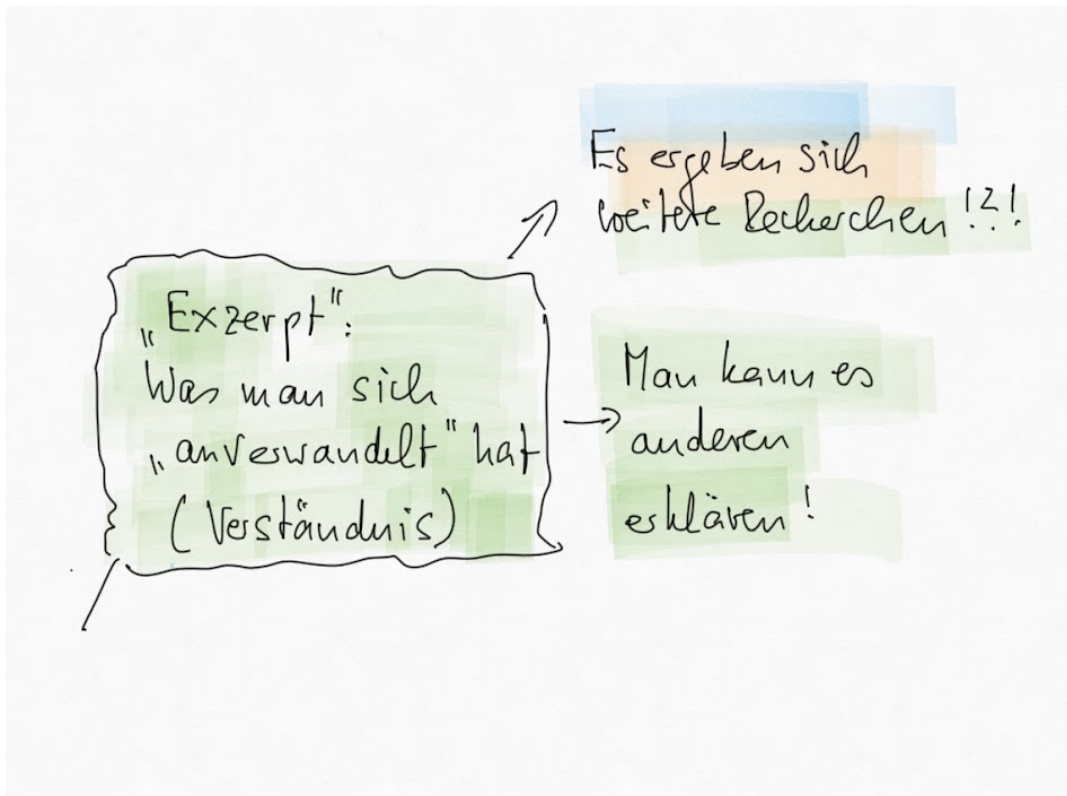 „Exzerpt":
Was man sich
„anverwandelt" hat
(Verständnis)
Es ergeben sich
weitere Recherchen!?!
Man kann es
anderen
erklären!